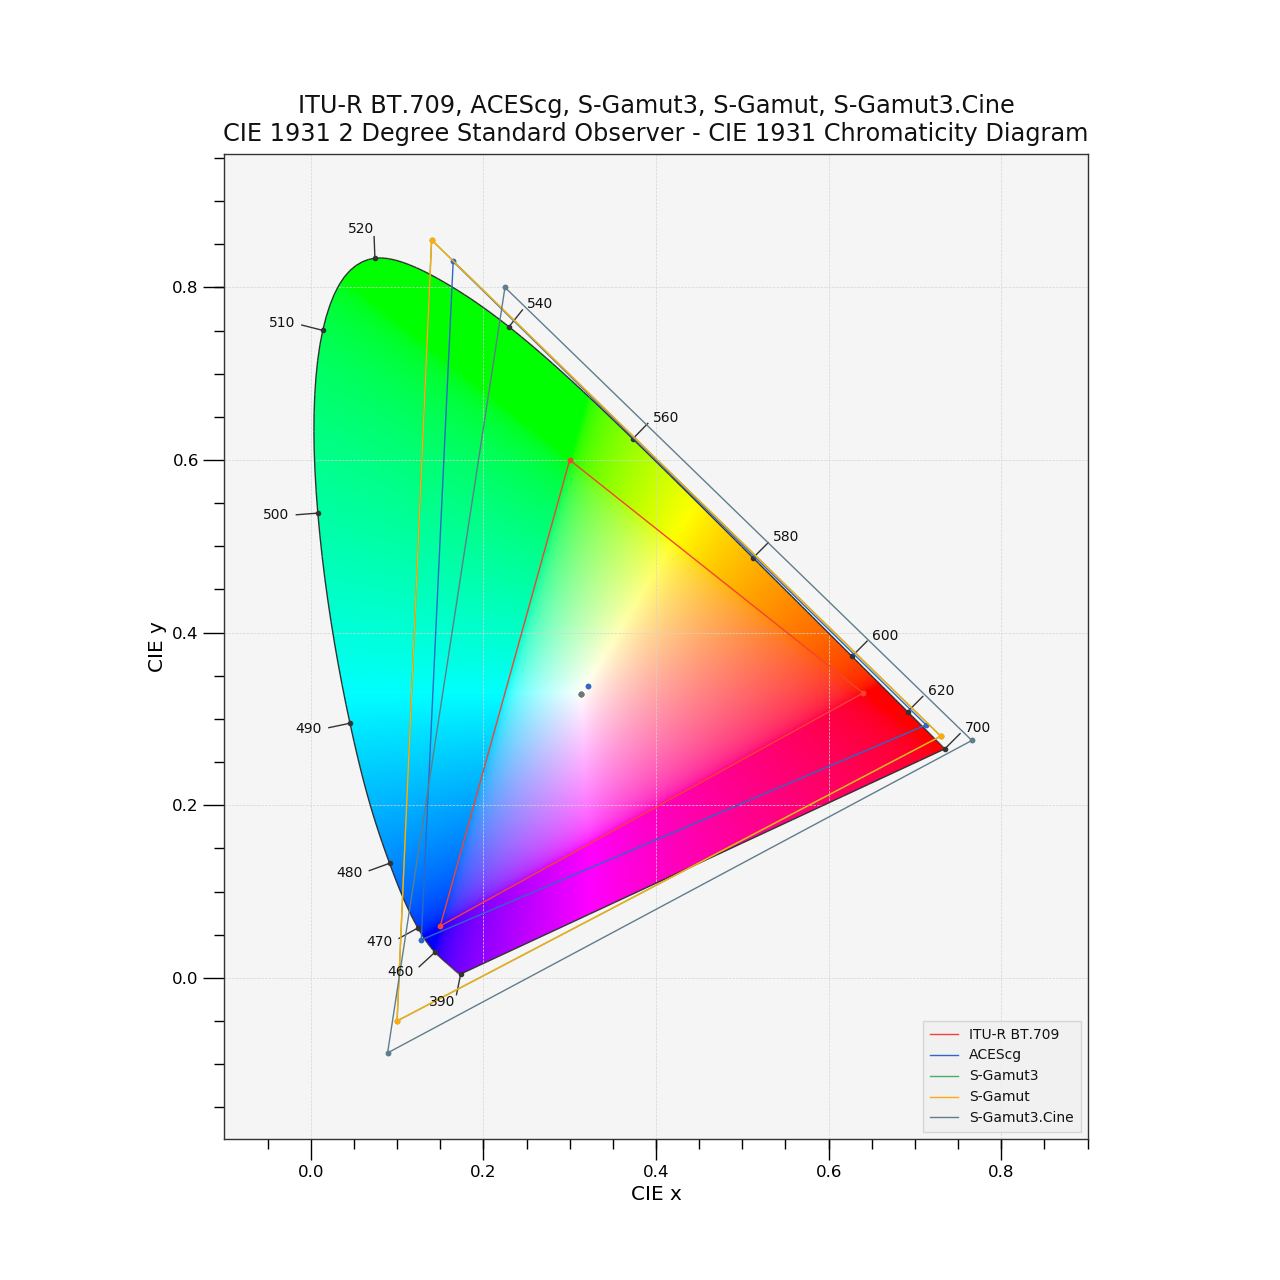 ITU-R BT.709, ACEScg, S-Gamut3, S-Gamut, S-Gamut3.Cine
CIE 1931 2 Degree Standard Observer - CIE 1931 Chromaticity Diagram
520
540
0.8
510
560
0.6
500
580
CIE y
0.4
600
620
490
700
0.2
480
470
460
0.0
390
ITU-R BT.709
ACEScg
S-Gamut3
S-Gamut
S-Gamut3.Cine
0.0 0.2 0.4 0.6 0.8
CIE x